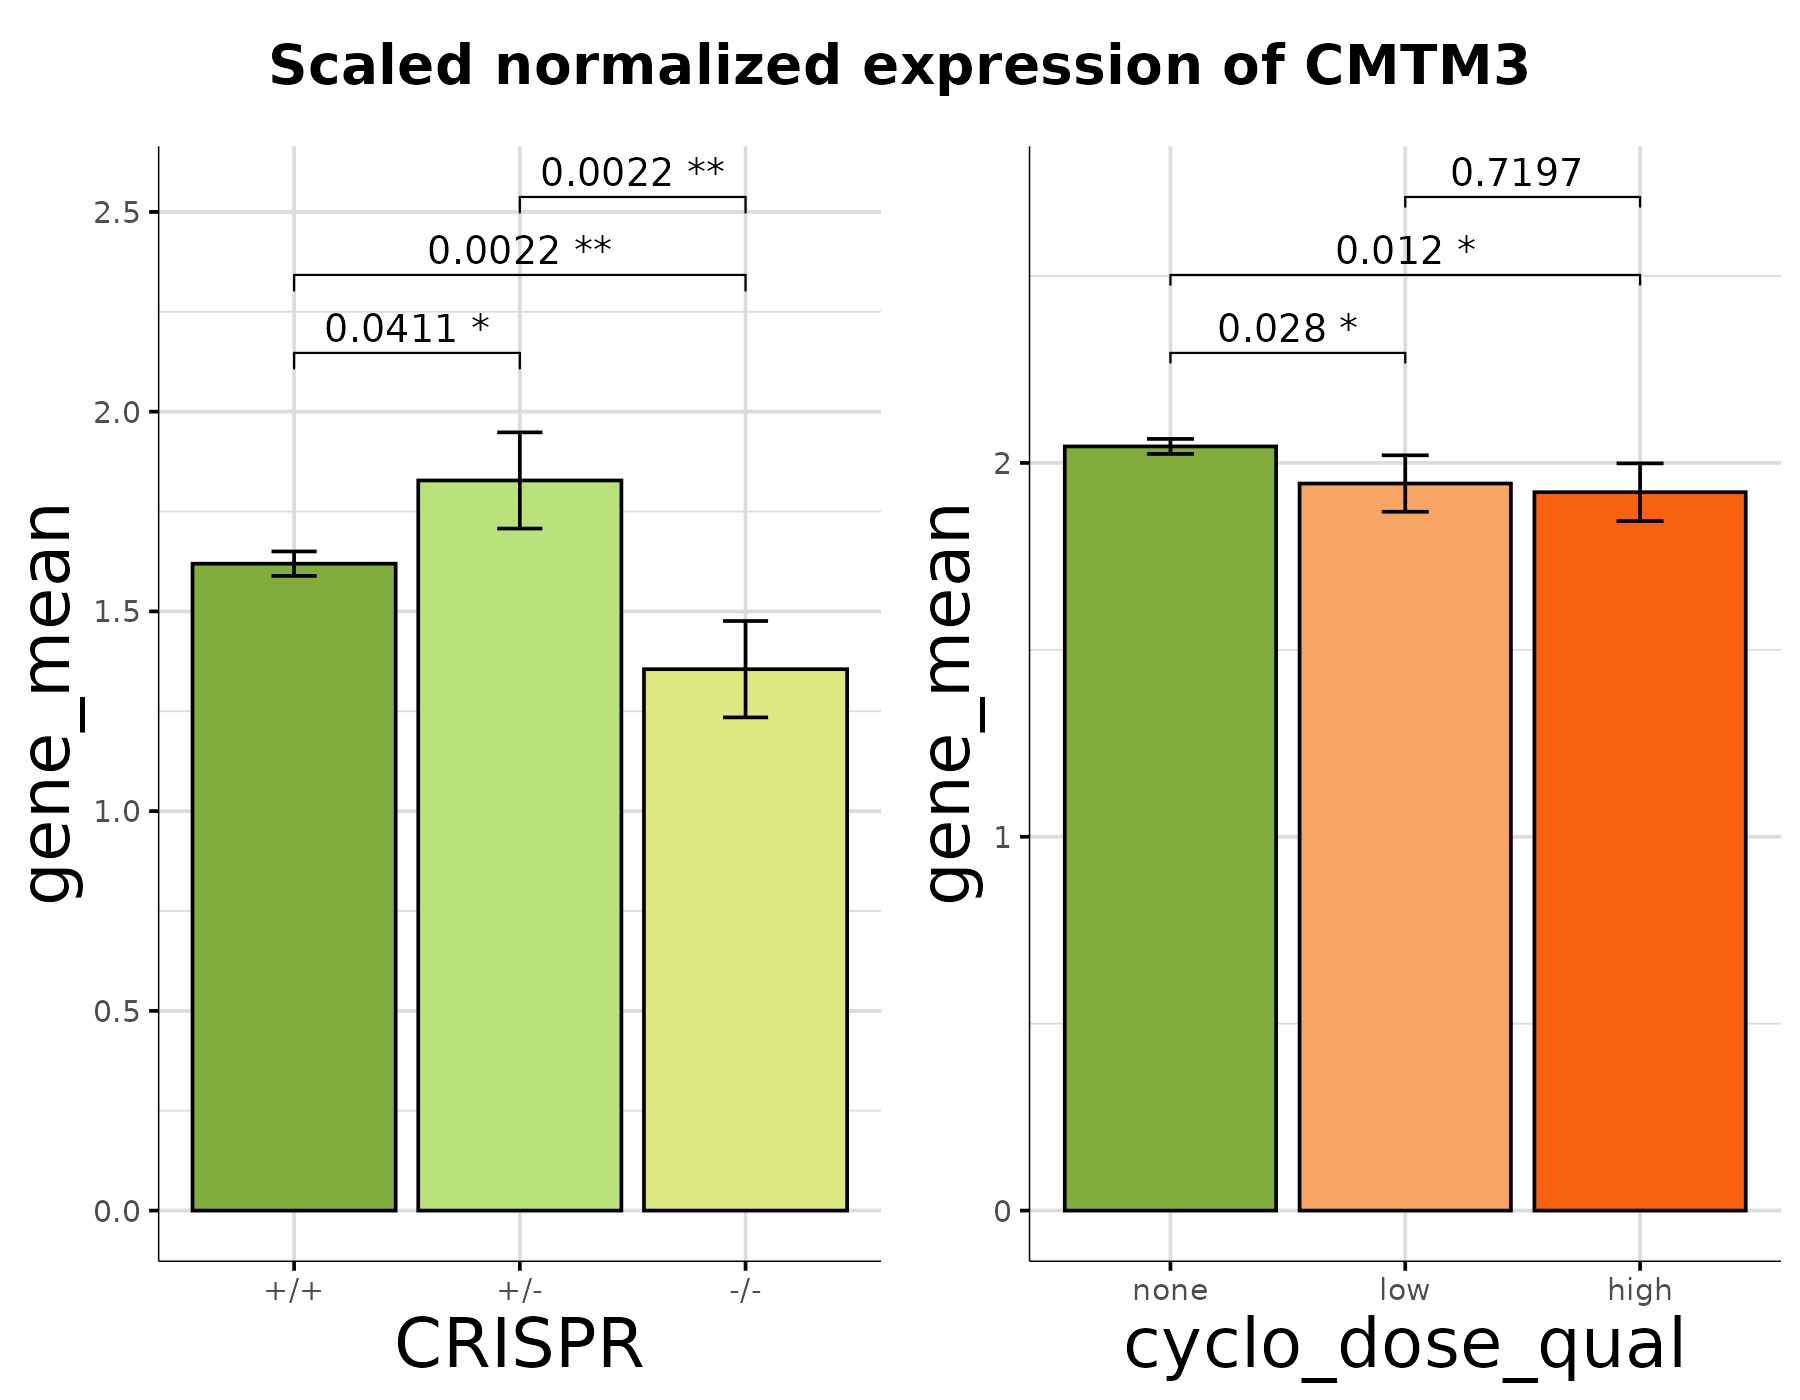 Scaled normalized expression of CMTM3
gene_mean
2.5
2.0
1.5
1.0
0.5
0.0
0.0022 **
0.0022 **
0.0411 *
+/+
+/-
-/-
CRISPR
gene_mean
2
1
0
0.7197
0.012 *
0.028 *
none
low
high
cyclo_dose_qual